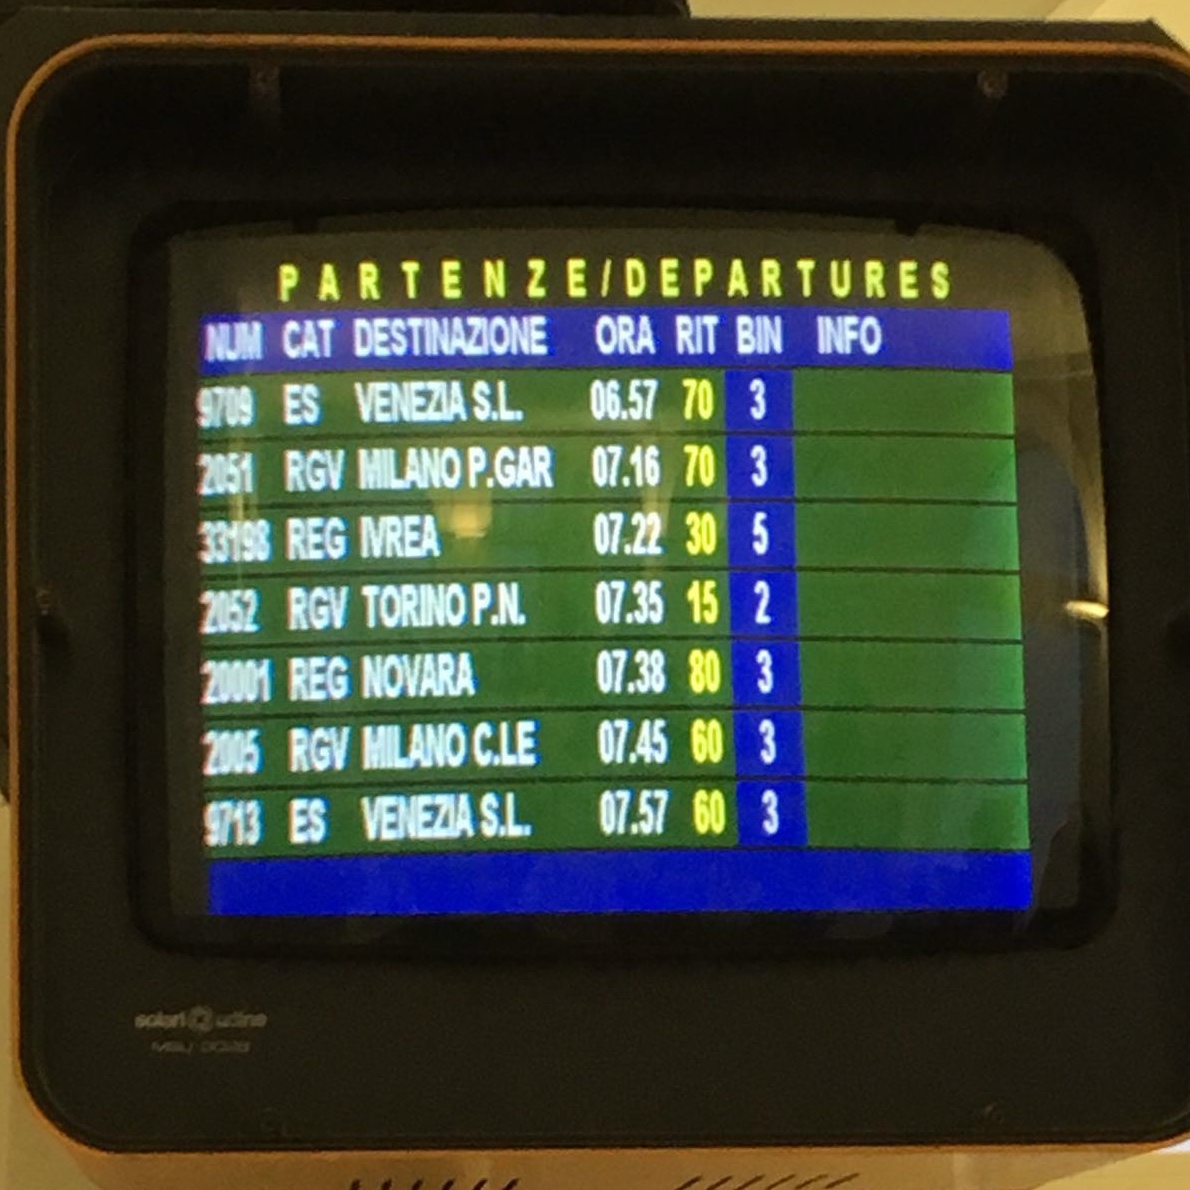 PARTENZE/DEPARTURES
NUM CAT DESTINAZIONE ORA RIT BIN INFO
9709 ES VENEZIA S.L. 06.57 70 3
2051 RGV MILANO P.GAR 07.16 70 3
33198 REG IVREA 07.22 30 5
2052 RGV TORINO P.N. 07.35 15 2
20001 REG NOVARA 07.38 80 3
2005 RGV MILANO C.LE 07.45 60 3
9713 ES VENEZIA S.L. 07.57 60 3
solari udine